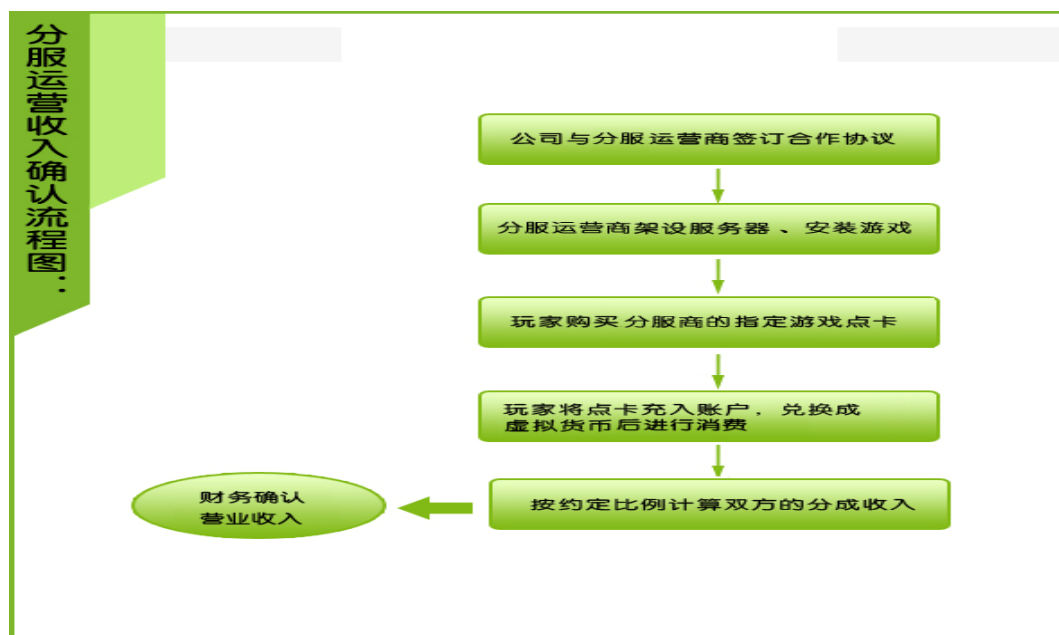 分服运营收入确认流程图：
公司与分服运营商签订合作协议
分服运营商架设服务器、安装游戏
玩家购买分服商的指定游戏点卡
玩家将点卡充入账户，兑换成
虚拟货币后进行消费
按约定比例计算双方的分成收入
财务确认
营业收入